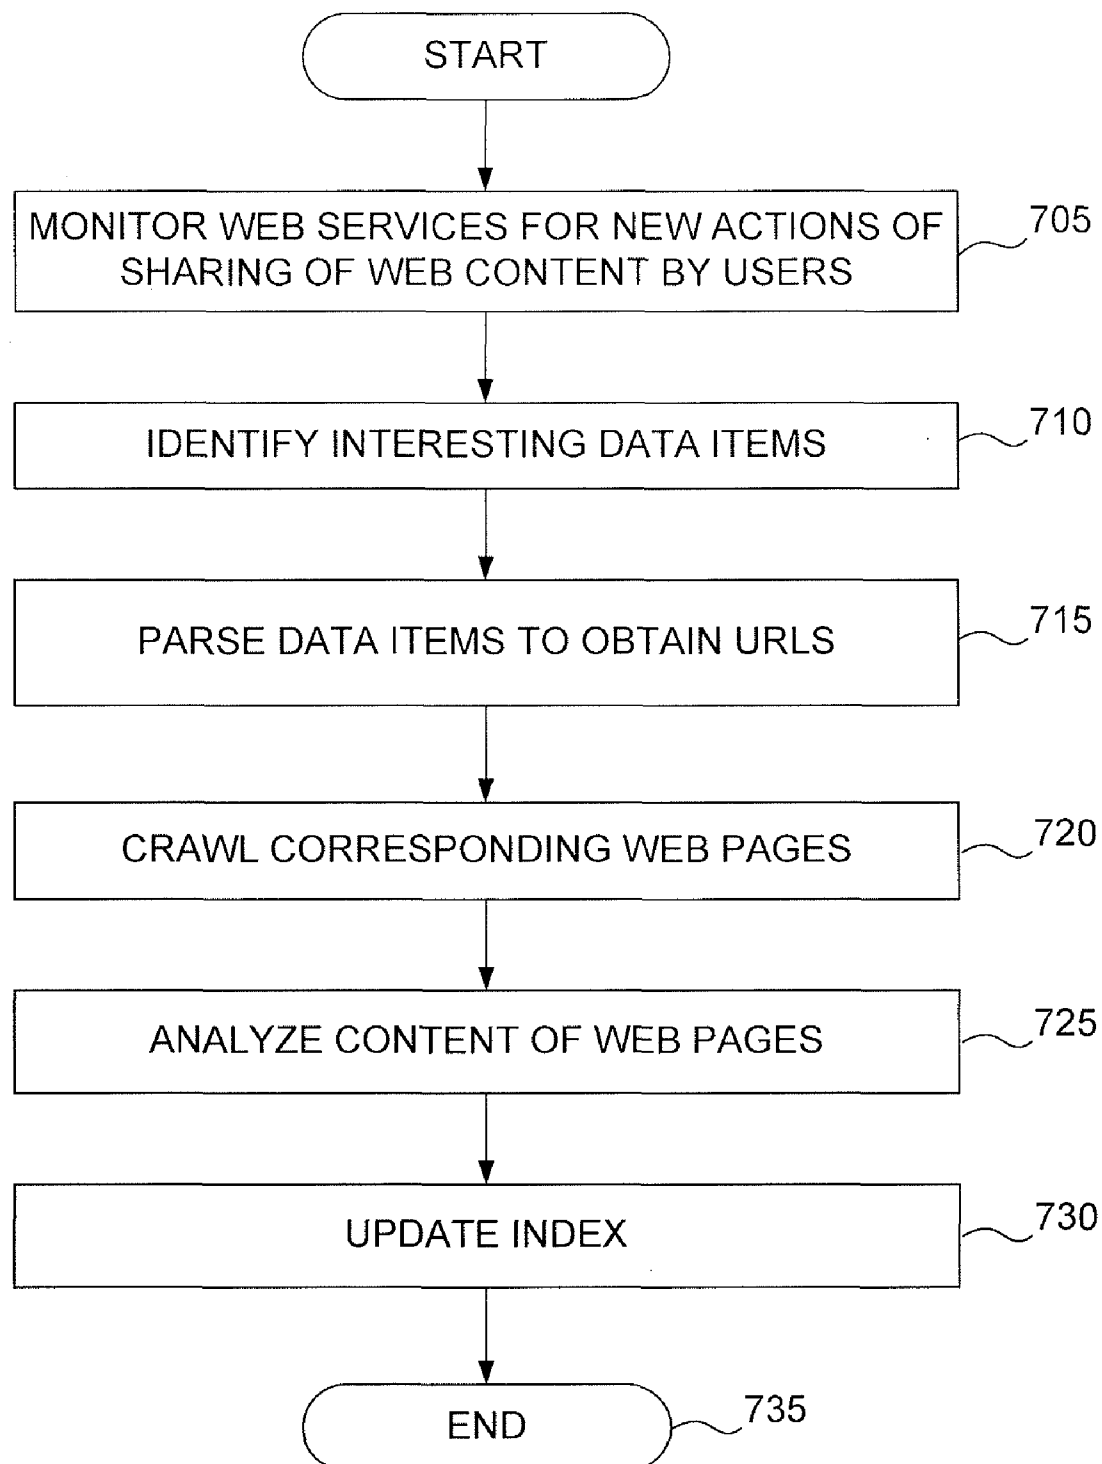 START
MONITOR WEB SERVICES FOR NEW ACTIONS OF
SHARING OF WEB CONTENT BY USERS
705
IDENTIFY INTERESTING DATA ITEMS
710
PARSE DATA ITEMS TO OBTAIN URLS
715
CRAWL CORRESPONDING WEB PAGES
720
ANALYZE CONTENT OF WEB PAGES
725
UPDATE INDEX
730
END
735